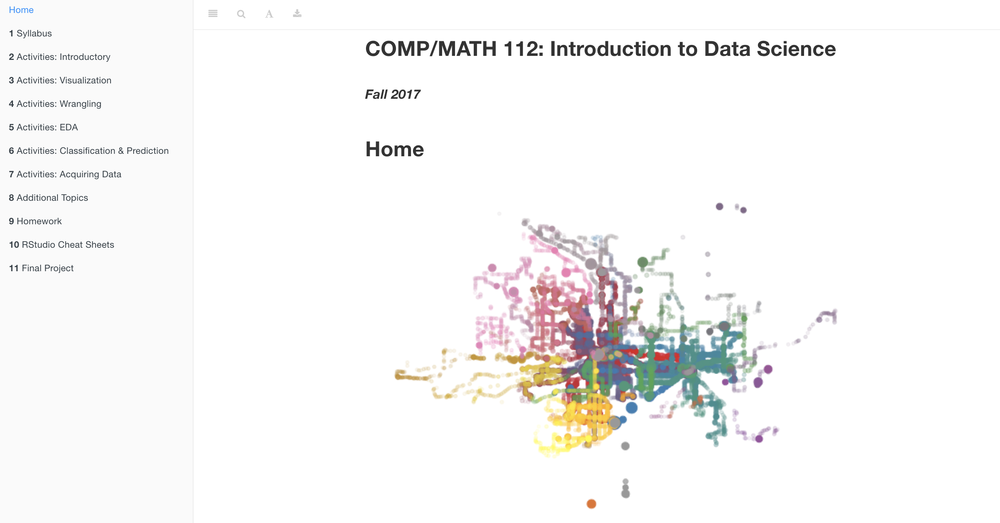 Home
1 Syllabus
2 Activities: Introductory
3 Activities: Visualization
4 Activities: Wrangling
5 Activities: EDA
6 Activities: Classification & Prediction
7 Activities: Acquiring Data
8 Additional Topics
9 Homework
10 RStudio Cheat Sheets
11 Final Project
A
COMP/MATH 112: Introduction to Data Science
Fall 2017
Home